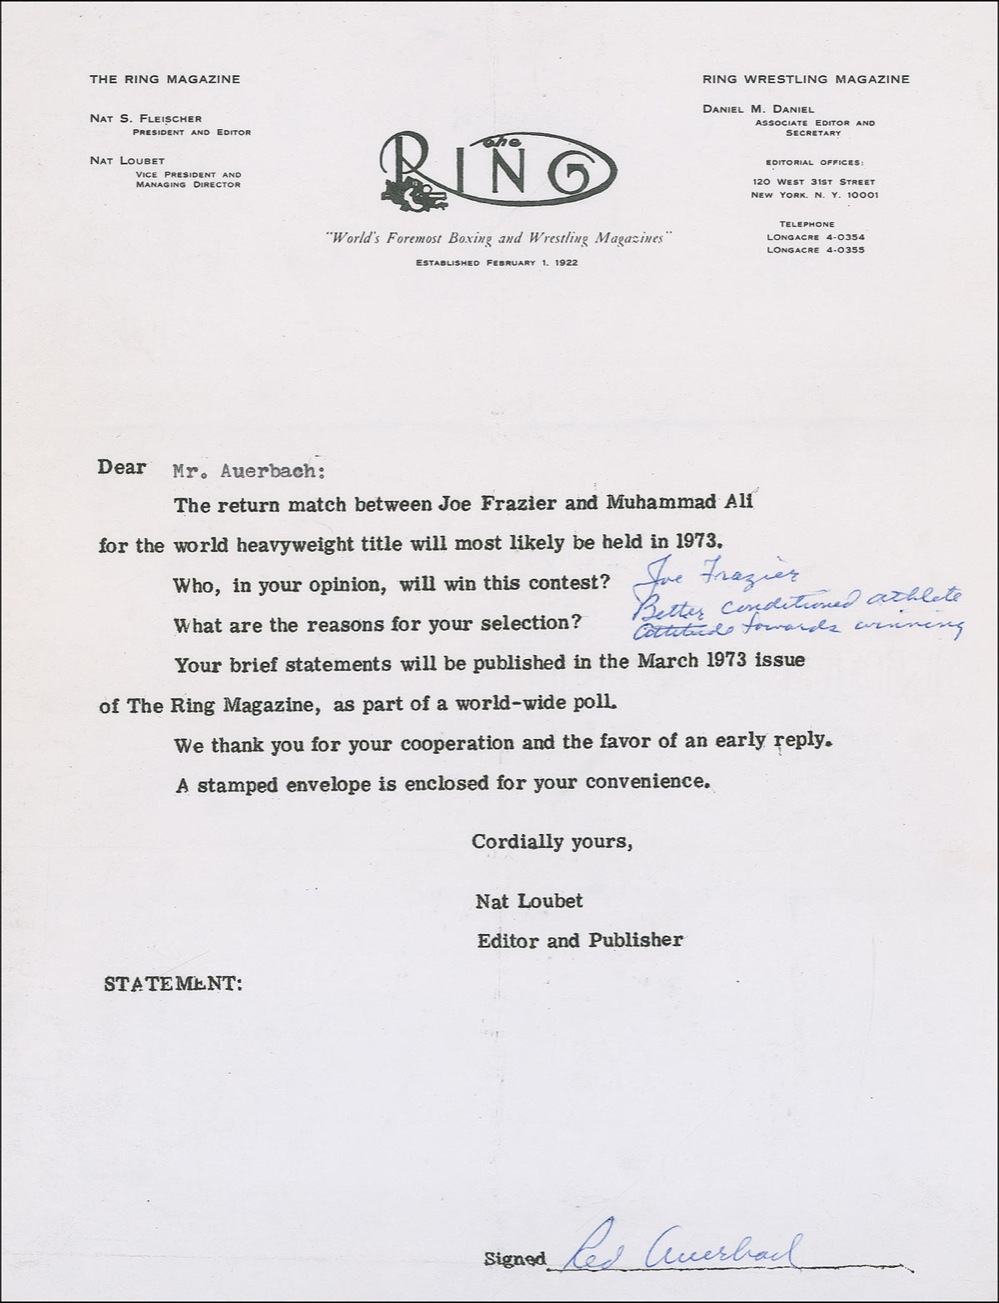 THE RING MAGAZINE
NAT S. FLEISCHER
PRESIDENT AND EDITOR
NAT LOUBET
VICE PRESIDENT AND
MANAGING DIRECTOR
The RING
"World's Foremost Boxing and Wrestling Magazines"
ESTABLISHED FEBRUARY 1, 1922
RING WRESTLING MAGAZINE
DANIEL M. DANIEL
ASSOCIATE EDITOR AND
SECRETARY
EDITORIAL OFFICES:
120 WEST 31ST STREET
NEW YORK, N. Y. 10001
TELEPHONE
LONGACRE 4-0354
LONGACRE 4-0355
Dear Mr. Auerbach:
The return match between Joe Frazier and Muhammad Ali
for the world heavyweight title will most likely be held in 1973.
Who, in your opinion, will win this contest? Joe Frazier
What are the reasons for your selection? Better conditioned athlete
attitude towards winning
Your brief statements will be published in the March 1973 issue
of The Ring Magazine, as part of a world-wide poll.
We thank you for your cooperation and the favor of an early reply.
A stamped envelope is enclosed for your convenience.
Cordially yours,
Nat Loubet
Editor and Publisher
STATEMENT:
Signed Red Auerbach